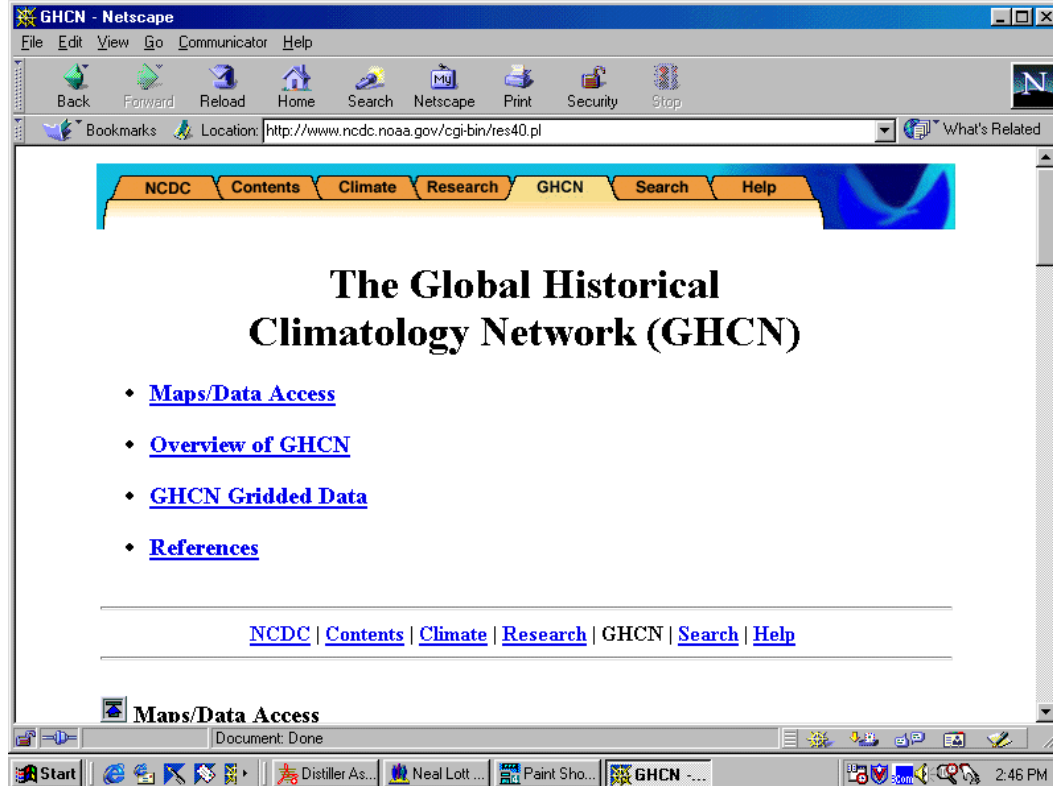 GHCN - Netscape
File Edit View Go Communicator Help
My
N
Back Forward Reload Home Search Netscape Print Security Stop
Bookmarks Location: http://www.ncdc.noaa.gov/cgi-bin/res40.pl What's Related
NCDC Contents Climate Research GHCN Search Help
The Global Historical
Climatology Network (GHCN)
Maps/Data Access
Overview of GHCN
GHCN Gridded Data
References
NCDC | Contents | Climate | Research | GHCN | Search | Help
Maps/Data Access
Document: Done
Start Distiller As... Neal Lott ... Paint Sho... GHCN -... 2:46 PM